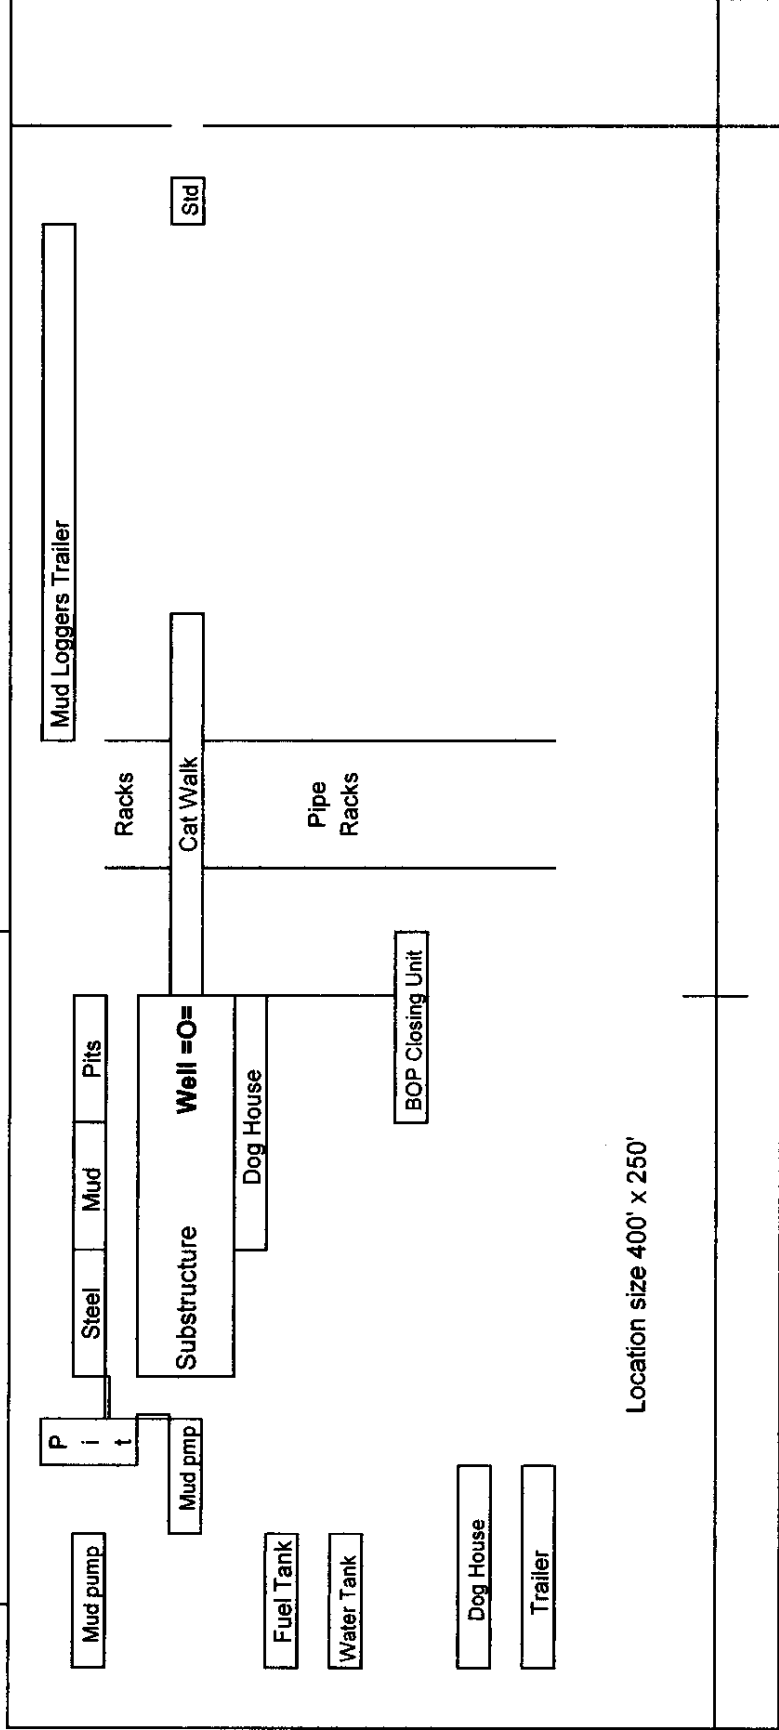 Mud Loggers Trailer
Std
Racks
Cat Walk
Pipe
Racks
Steel Mud Pits
Substructure Well =O=
Dog House
BOP Closing Unit
P
i
t
Mud pmp
Mud pump
Fuel Tank
Water Tank
Dog House
Trailer
Location size 400' x 250'